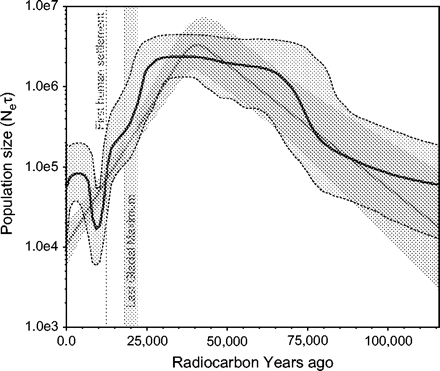 1.0e7
1.0e6
1.0e5
1.0e4
1.0e3
Population size (Neτ)
First human settlement
Last Glacial Maximum
0.0
25,000
50,000
75,000
100,000
Radiocarbon Years ago